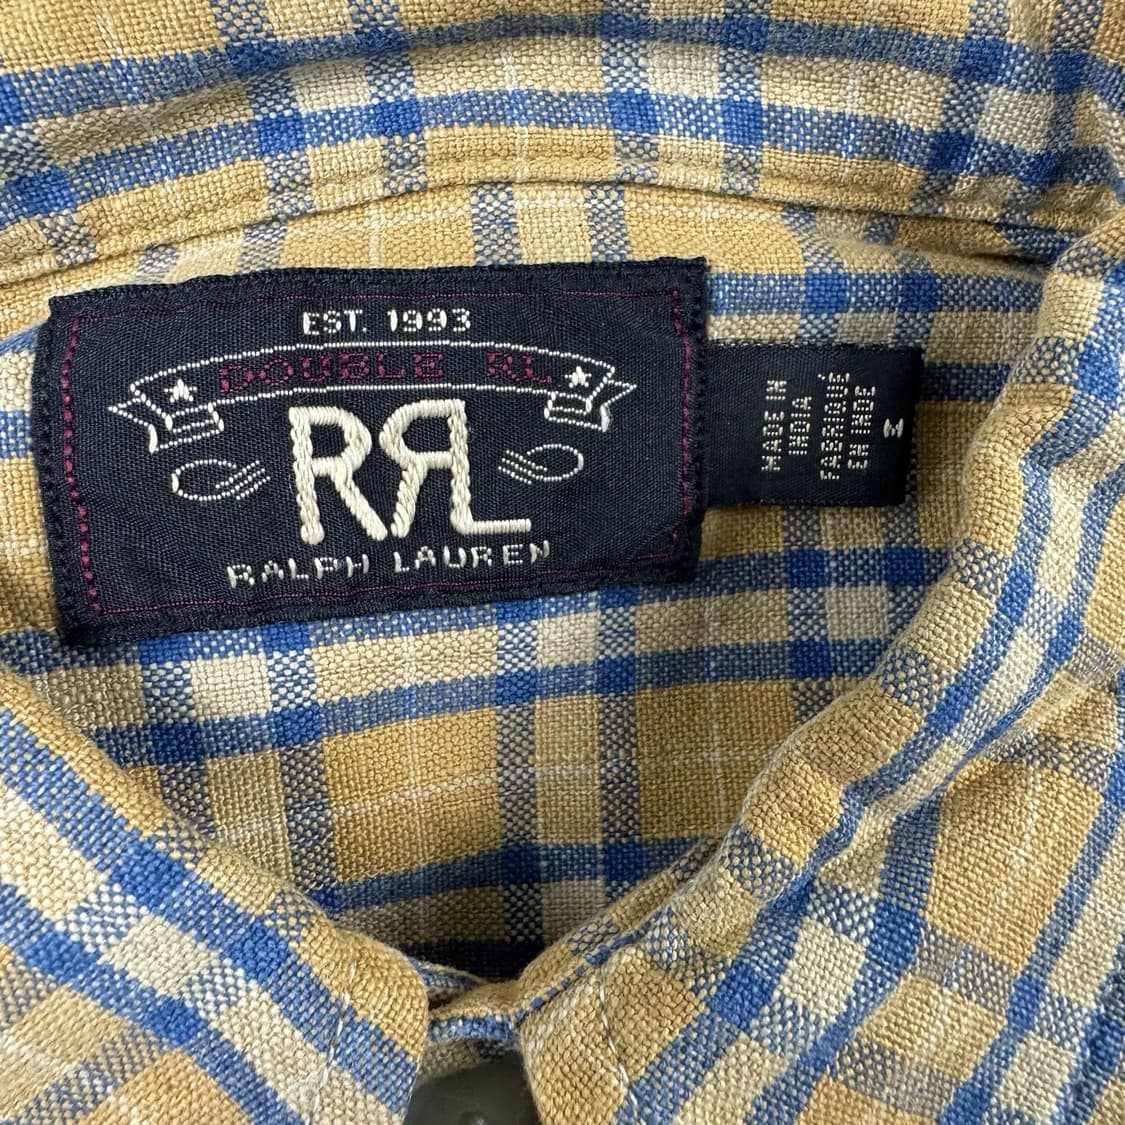 EST. 1993
DOUBLE RL
RRL
RALPH LAUREN
MADE IN
INDIA
FABRIQUÉ
EN INDE
M